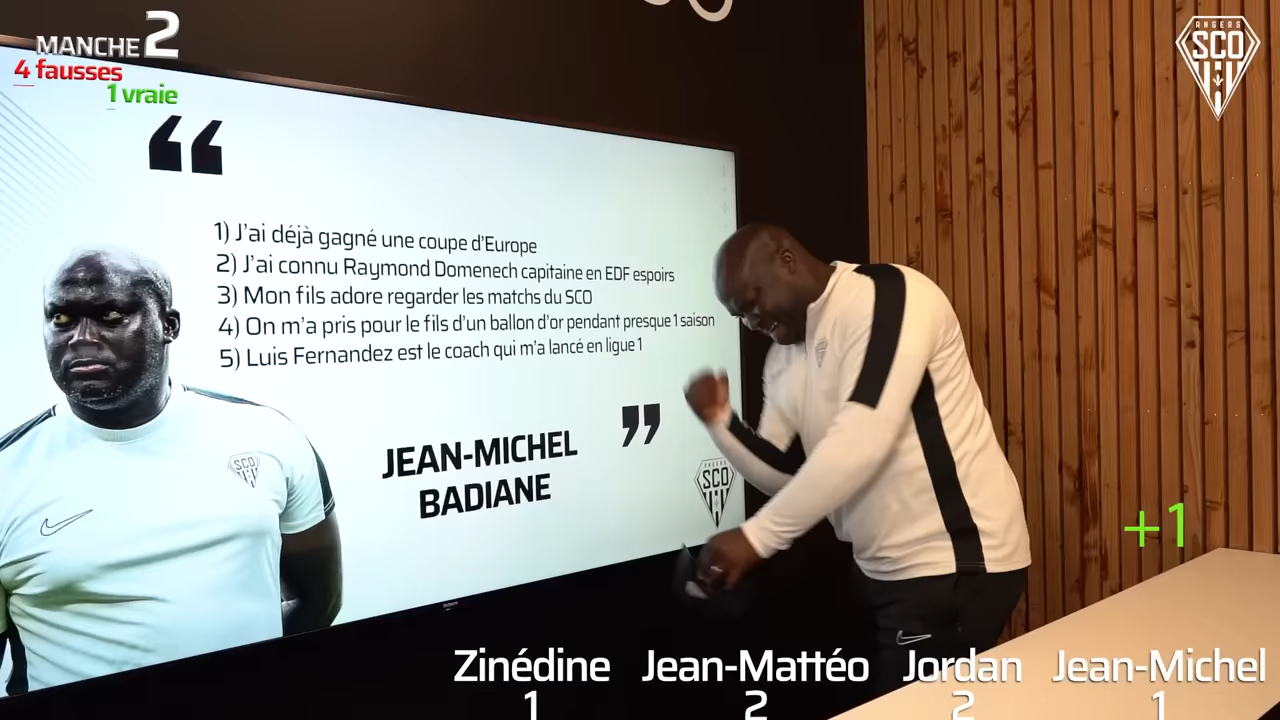 MANCHE 2
4 fausses
1 vraie
ANGERS
SCO
“
1) J'ai déjà gagné une coupe d'Europe
2) J'ai connu Raymond Domenech capitaine en EDF espoirs
3) Mon fils adore regarder les matchs du SCO
4) On m'a pris pour le fils d'un ballon d'or pendant presque 1 saison
5) Luis Fernandez est le coach qui m'a lancé en ligue 1
”
JEAN-MICHEL
BADIANE
SCO
ANGERS
SCO
+1
Zinédine Jean-Mattéo Jordan Jean-Michel
1 2 2 1